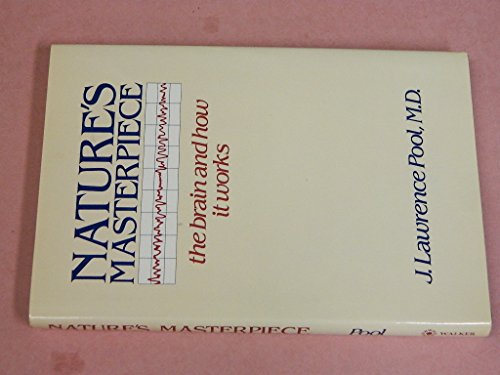 NATURE'S
MASTERPIECE
the brain and how
it works
J. Lawrence Pool, M.D.
NATURE'S MASTERPIECE Pool WALKER